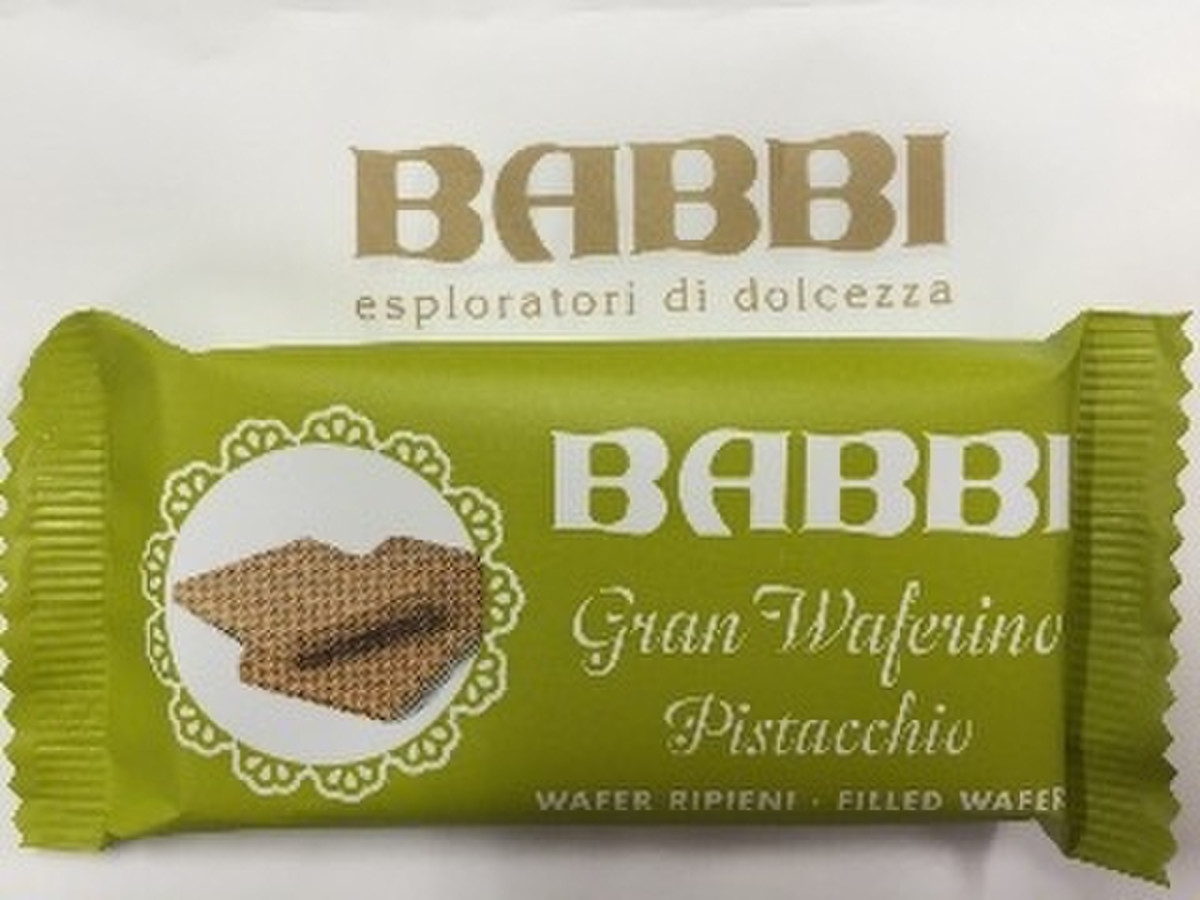 BABBI
esploratori di dolcezza
BABBI
Gran Waferino
Pistacchio
WAFER RIPIENI · FILLED WAFER